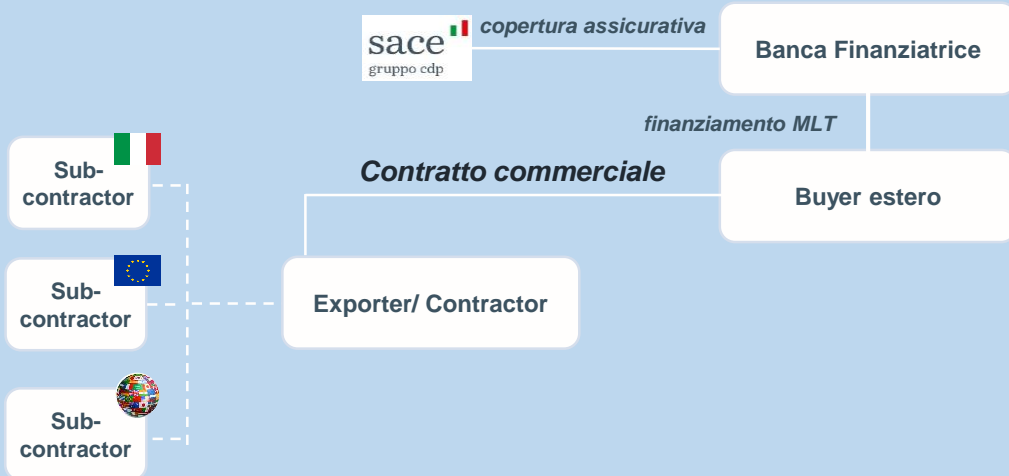 sace
gruppo cdp
copertura assicurativa
Banca Finanziatrice
finanziamento MLT
Sub-
contractor
Contratto commerciale
Buyer estero
Sub-
contractor
Exporter/ Contractor
Sub-
contractor